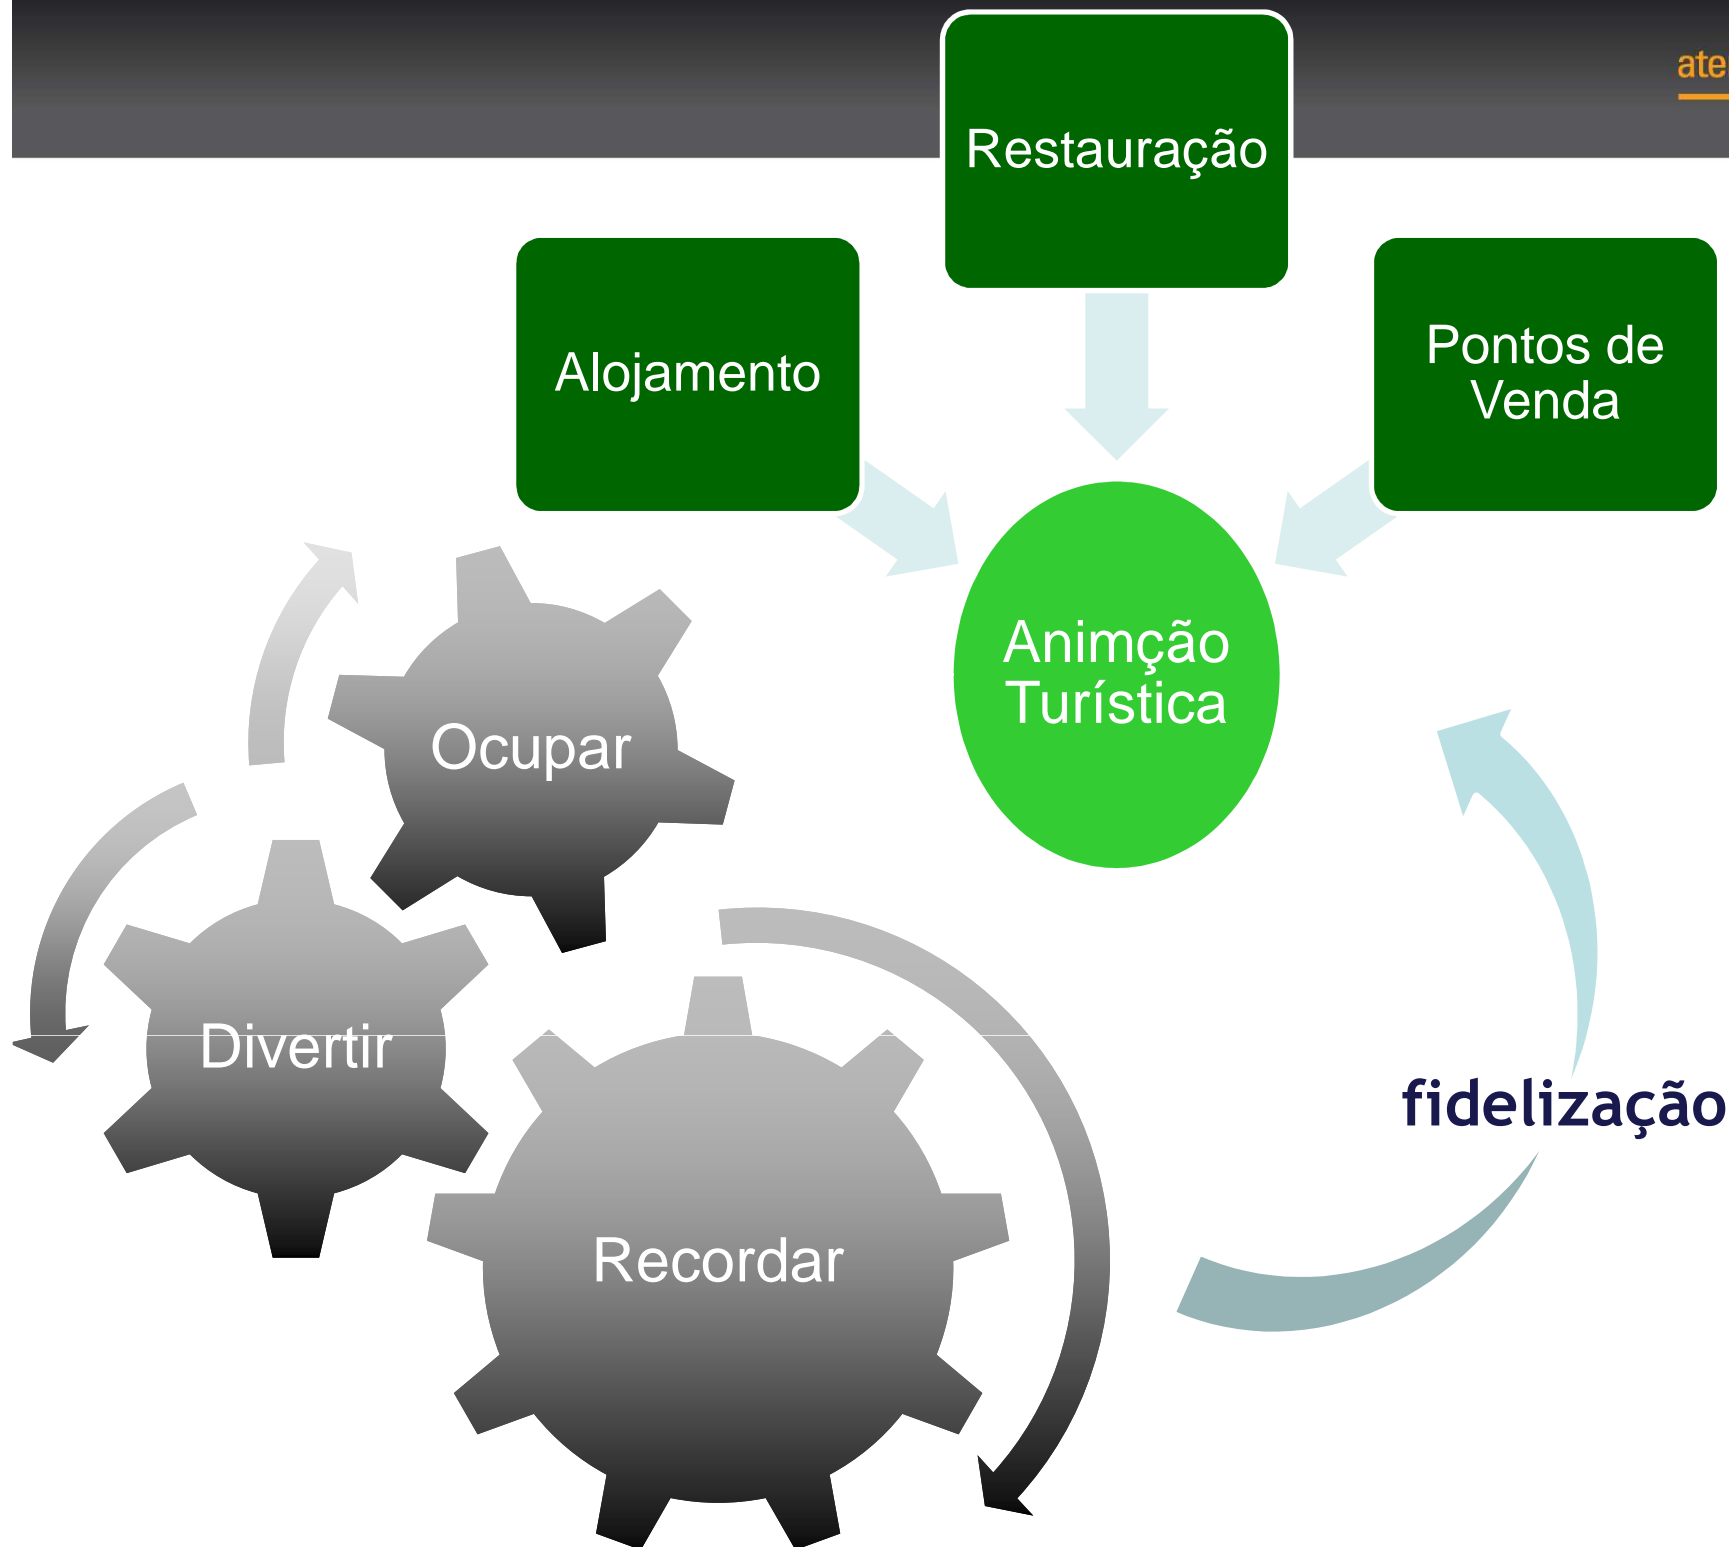 Restauração
Alojamento
Pontos de
Venda
Animção
Turística
Ocupar
Divertir
Recordar
fidelização